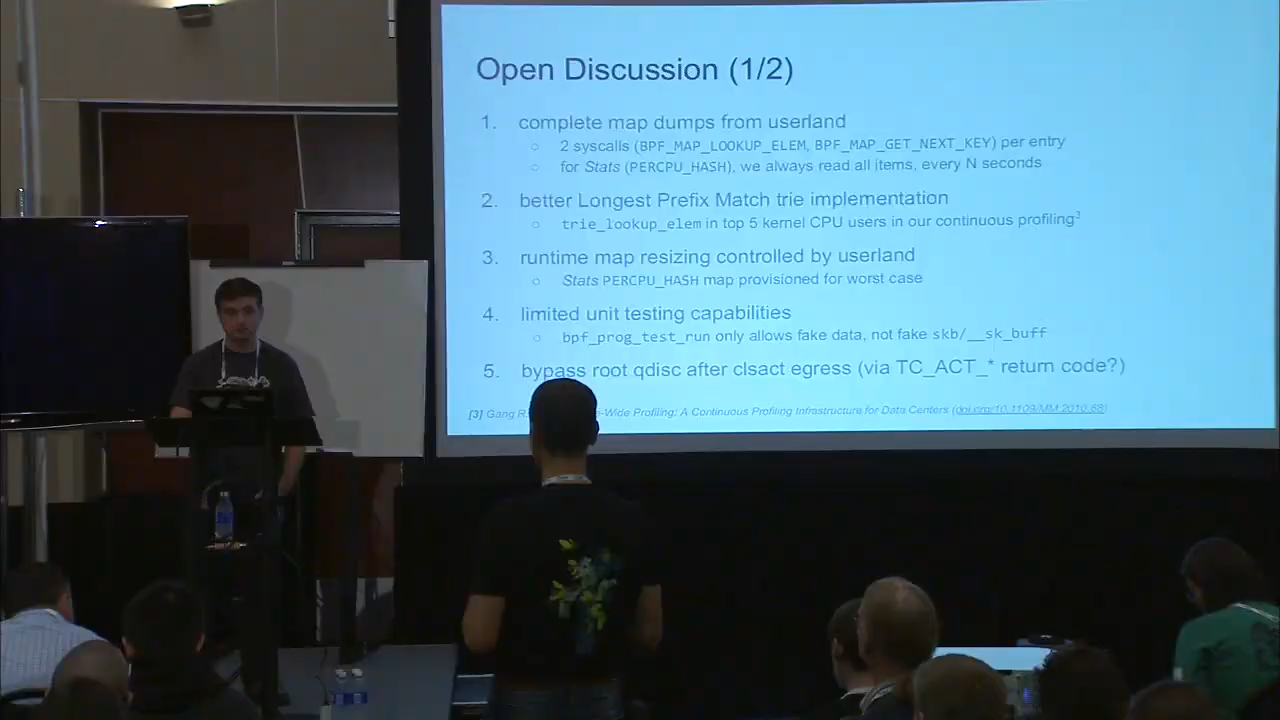 Open Discussion (1/2)
1. complete map dumps from userland
○ 2 syscalls (BPF_MAP_LOOKUP_ELEM, BPF_MAP_GET_NEXT_KEY) per entry
○ for Stats (PERCPU_HASH), we always read all items, every N seconds
2. better Longest Prefix Match trie implementation
○ trie_lookup_elem in top 5 kernel CPU users in our continuous profiling³
3. runtime map resizing controlled by userland
○ Stats PERCPU_HASH map provisioned for worst case
4. limited unit testing capabilities
○ bpf_prog_test_run only allows fake data, not fake skb/__sk_buff
5. bypass root qdisc after clsact egress (via TC_ACT_* return code?)
[3] Gang R -Wide Profiling: A Continuous Profiling Infrastructure for Data Centers (doi.org/10.1109/MM.2010.68)